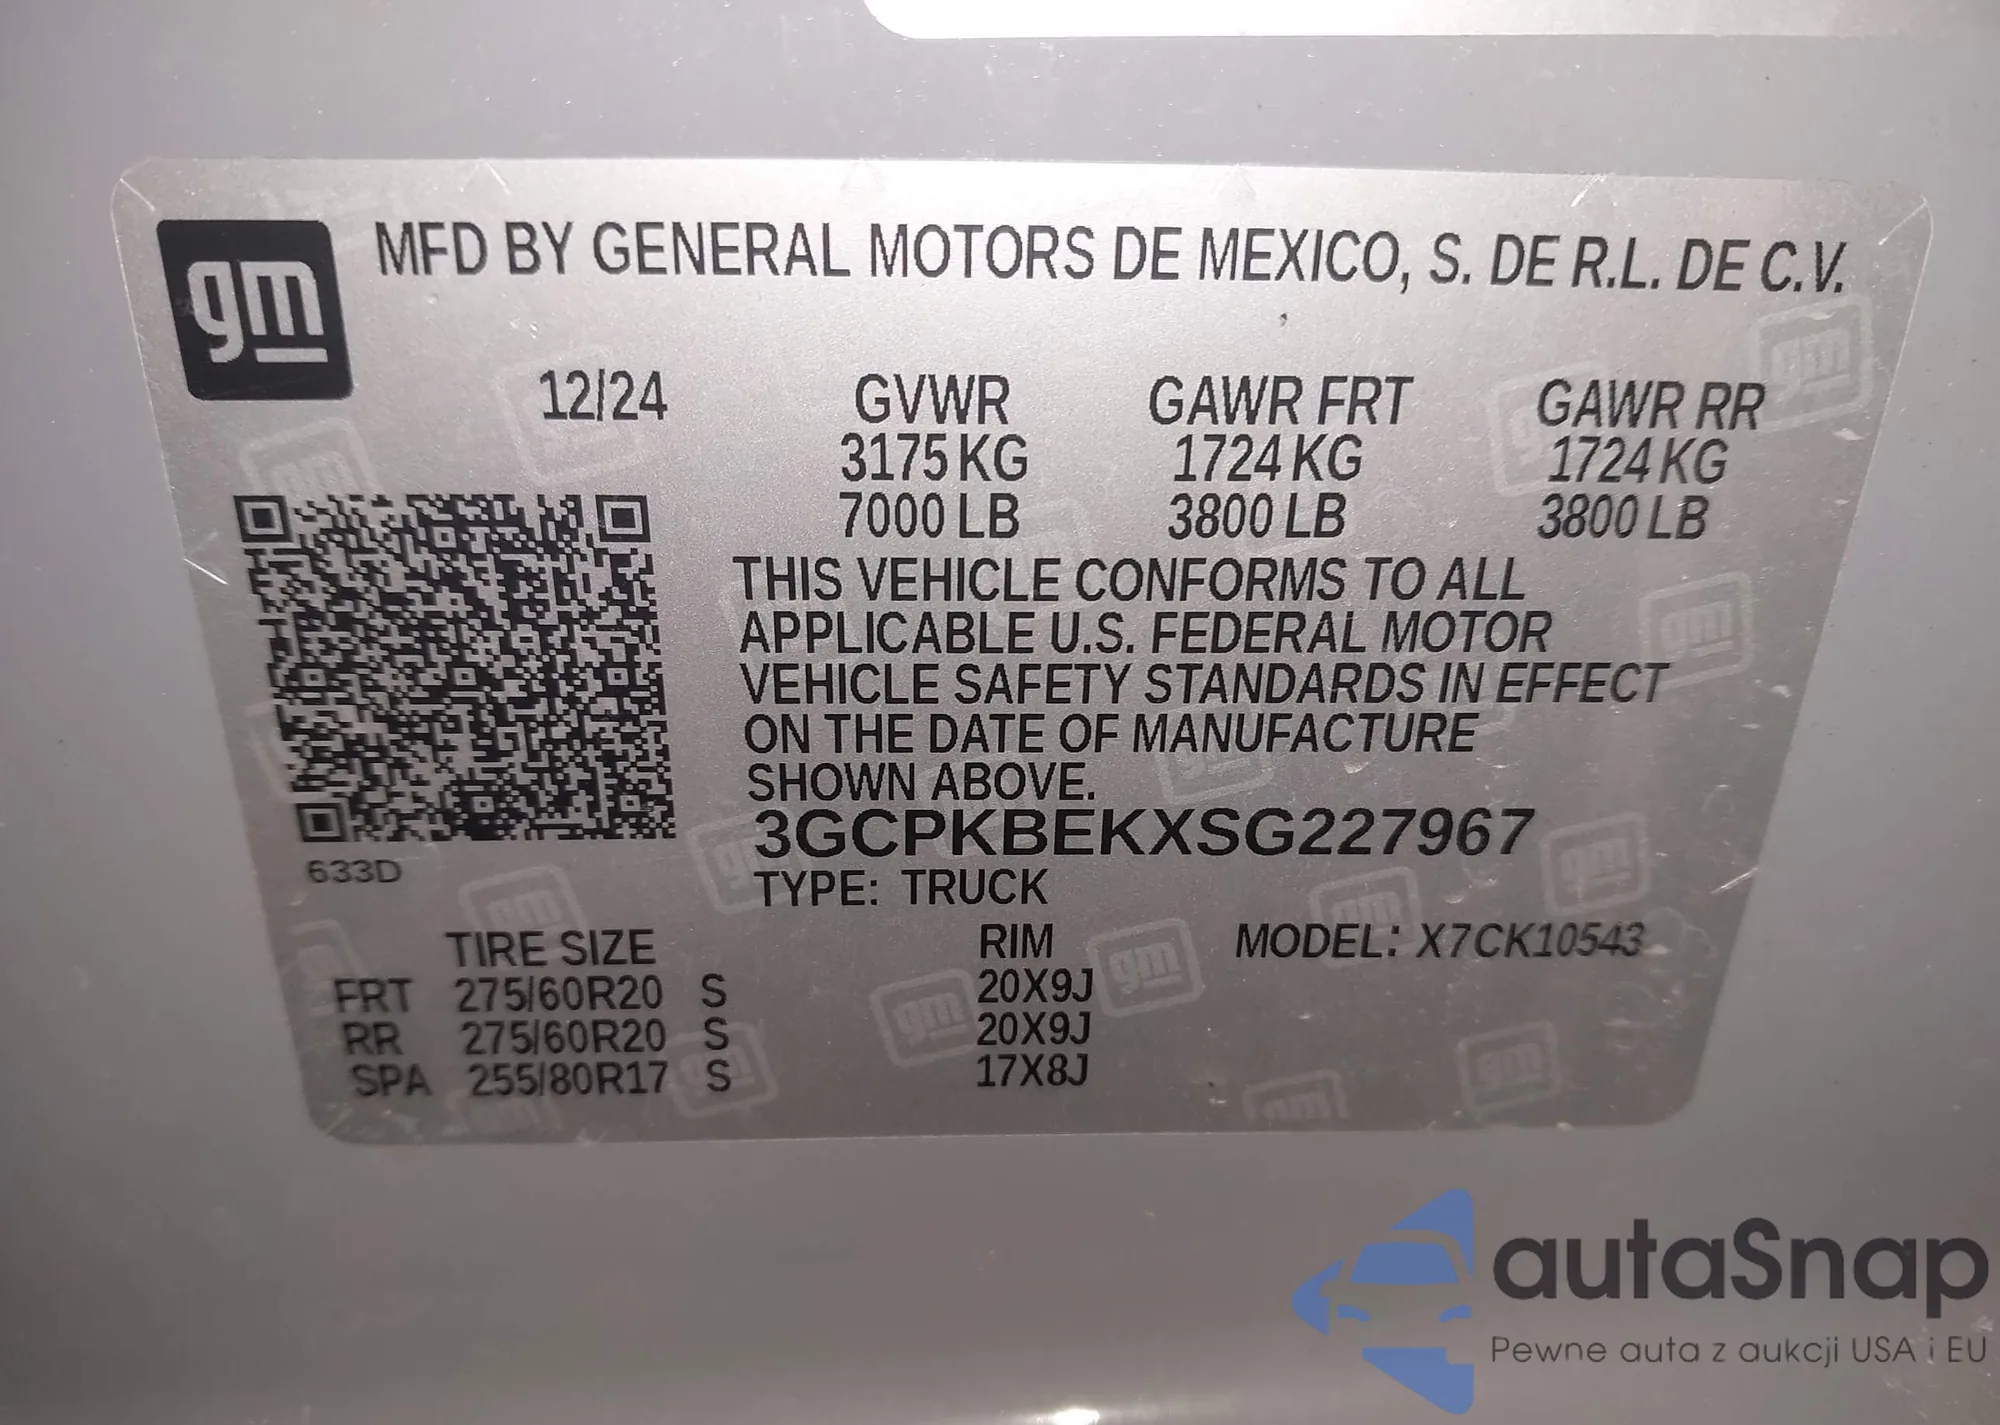 gm
MFD BY GENERAL MOTORS DE MEXICO, S. DE R.L. DE C.V.
12/24 GVWR GAWR FRT GAWR RR
3175 KG 1724 KG 1724 KG
7000 LB 3800 LB 3800 LB
THIS VEHICLE CONFORMS TO ALL
APPLICABLE U.S. FEDERAL MOTOR
VEHICLE SAFETY STANDARDS IN EFFECT
ON THE DATE OF MANUFACTURE
SHOWN ABOVE.
3GCPKBEKXSG227967
633D
TYPE: TRUCK
TIRE SIZE RIM MODEL: X7CK10543
FRT 275/60R20 S 20X9J
RR 275/60R20 S 20X9J
SPA 255/80R17 S 17X8J
autaSnap
Pewne auta z aukcji USA i EU